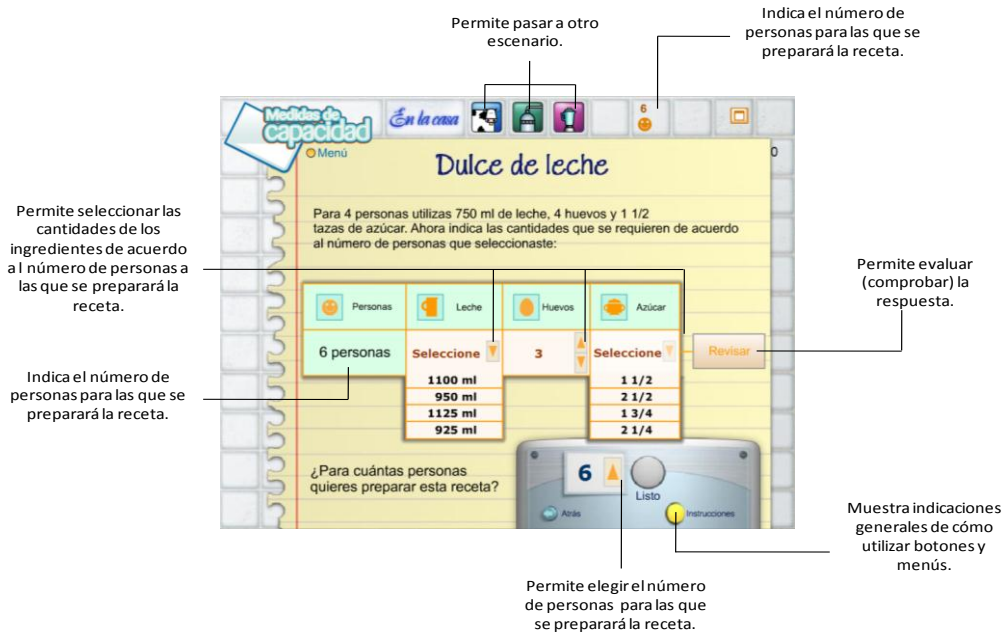 Permite pasar a otro
escenario.
Indica el número de
personas para las que se
preparará la receta.
Medidas de
capacidad
En la casa
6
Menú
0
Dulce de leche
Para 4 personas utilizas 750 ml de leche, 4 huevos y 1 1/2
tazas de azúcar. Ahora indica las cantidades que se requieren de acuerdo
al número de personas que seleccionaste:
Permite seleccionar las
cantidades de los
ingredientes de acuerdo
al número de personas a
las que se preparará la
receta.
Permite evaluar
(comprobar) la
respuesta.
Personas Leche Huevos Azúcar
6 personas Seleccione 3 Seleccione Revisar
1100 ml 1 1/2
950 ml 2 1/2
1125 ml 1 3/4
925 ml 2 1/4
Indica el número de
personas para las que se
preparará la receta.
¿Para cuántas personas
quieres preparar esta receta?
6
Listo
Atrás Instrucciones
Muestra indicaciones
generales de cómo
utilizar botones y
menús.
Permite elegir el número
de personas para las que
se preparará la receta.